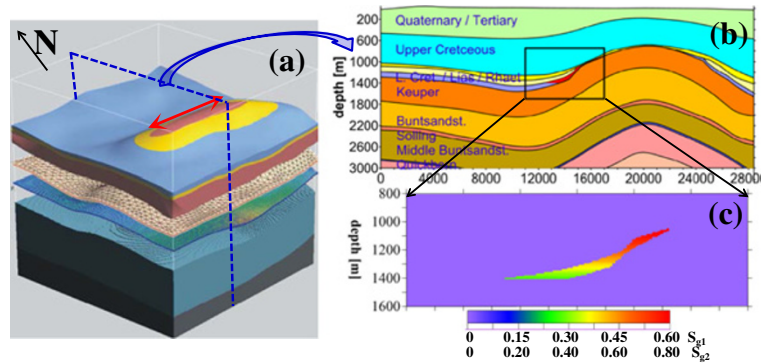 N
(a)
(b)
200
600
1000
1400
1800
2200
2600
3000
depth [m]
Quaternary / Tertiary
Upper Cretceous
L. Cret. / Lias / Rhaet
Keuper
Buntsandst.
Solling
Middle Buntsandst.
Quickborn
0 4000 8000 12000 16000 20000 24000 28000
(c)
800
1000
1200
1400
1600
depth [m]
0 0.15 0.30 0.45 0.60 Sg1
0 0.20 0.40 0.60 0.80 Sg2